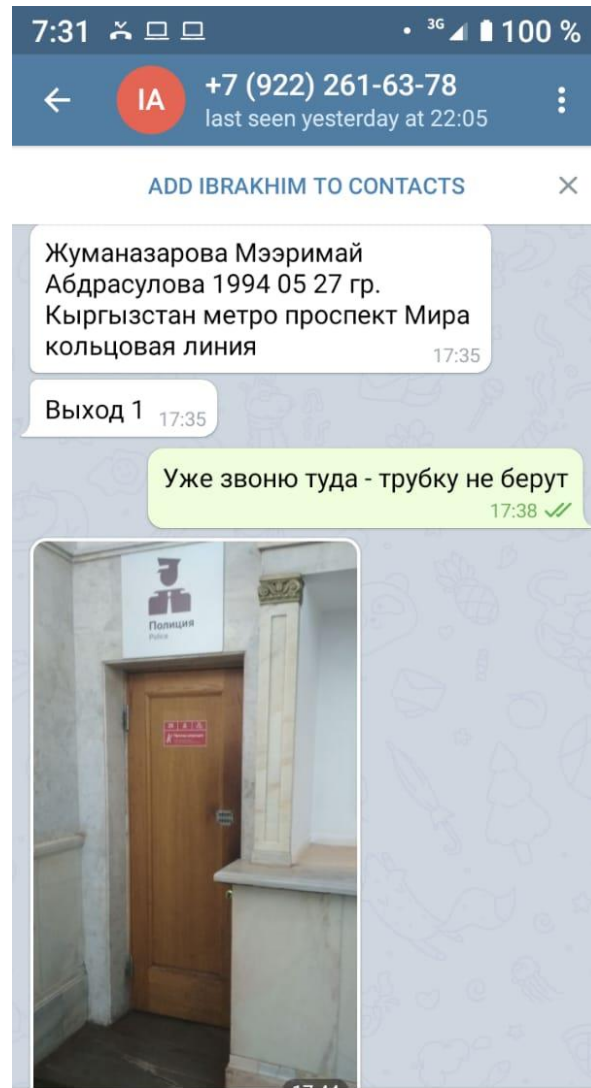 7:31
3G
100 %
IA
+7 (922) 261-63-78
last seen yesterday at 22:05
ADD IBRAKHIM TO CONTACTS
Жуманазарова Мээримай
Абдрасулова 1994 05 27 гр.
Кыргызстан метро проспект Мира
кольцовая линия
17:35
Выход 1 17:35
Уже звоню туда - трубку не берут
17:38
Полиция
Police